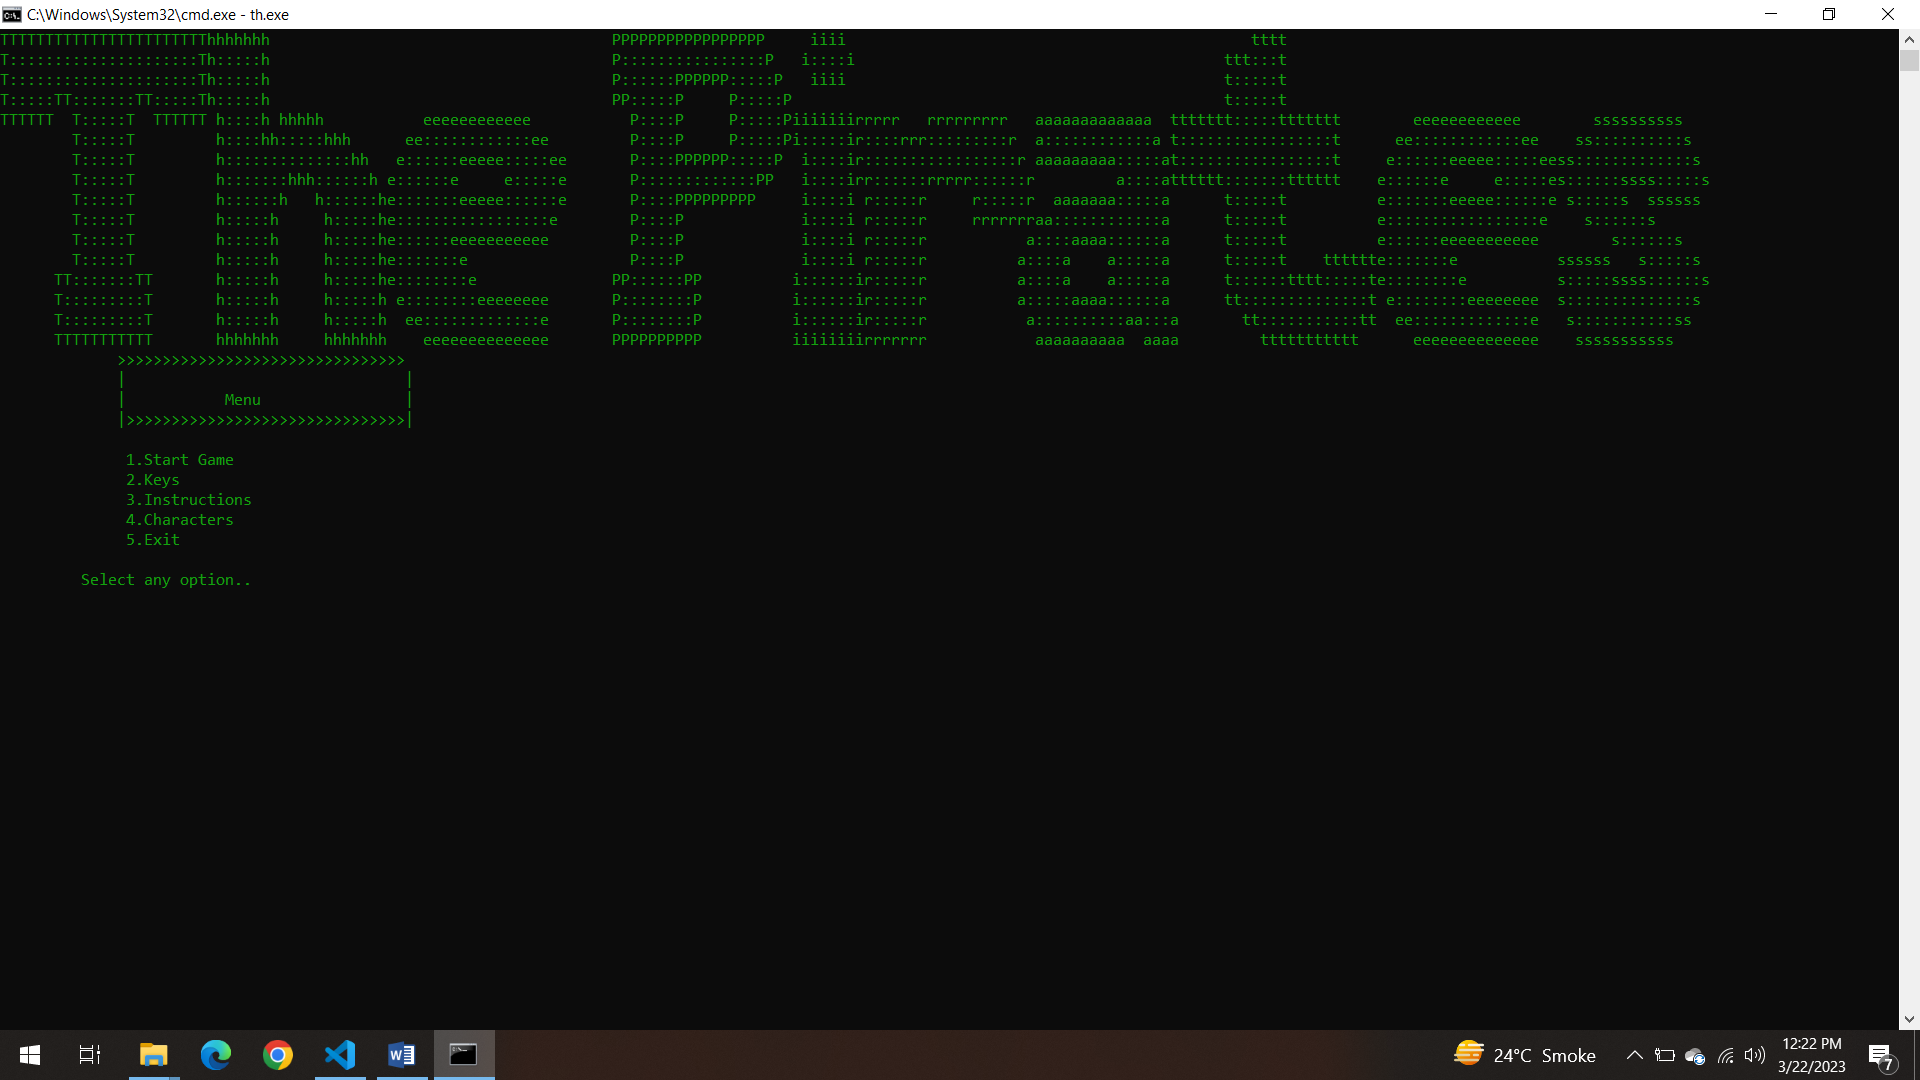 C:\Windows\System32\cmd.exe - th.exe
The Pirates
>>>>>>>>>>>>>>>>>>>>>>>>>>>>>>>>
| |
| Menu |
|>>>>>>>>>>>>>>>>>>>>>>>>>>>>>>>|
1.Start Game
2.Keys
3.Instructions
4.Characters
5.Exit
Select any option..
24°C Smoke
12:22 PM
3/22/2023
7